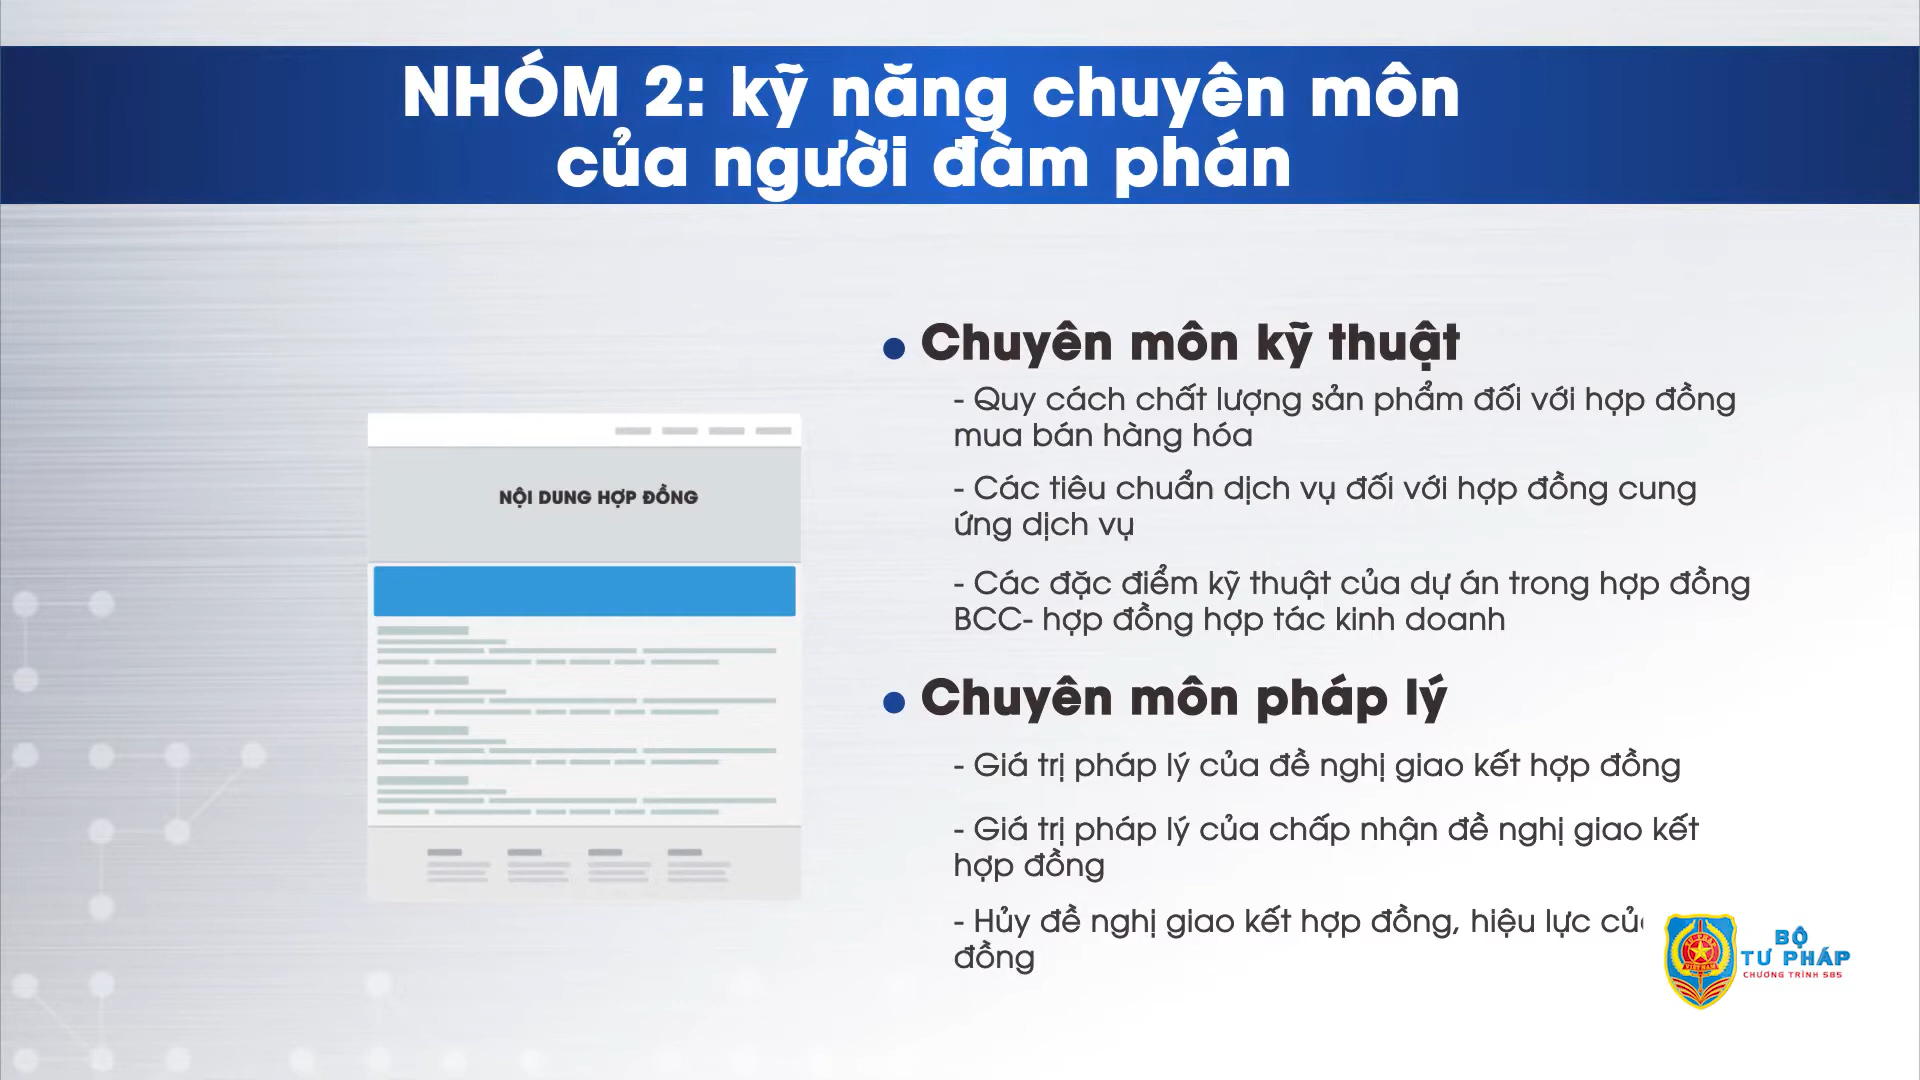 NHÓM 2: kỹ năng chuyên môn
của người đàm phán
NỘI DUNG HỢP ĐỒNG
Chuyên môn kỹ thuật
- Quy cách chất lượng sản phẩm đối với hợp đồng
mua bán hàng hóa
- Các tiêu chuẩn dịch vụ đối với hợp đồng cung
ứng dịch vụ
- Các đặc điểm kỹ thuật của dự án trong hợp đồng
BCC- hợp đồng hợp tác kinh doanh
Chuyên môn pháp lý
- Giá trị pháp lý của đề nghị giao kết hợp đồng
- Giá trị pháp lý của chấp nhận đề nghị giao kết
hợp đồng
- Hủy đề nghị giao kết hợp đồng, hiệu lực
đồng
TƯ PHÁP
VIỆT NAM
BỘ
TƯ PHÁP
CHƯƠNG TRÌNH 585